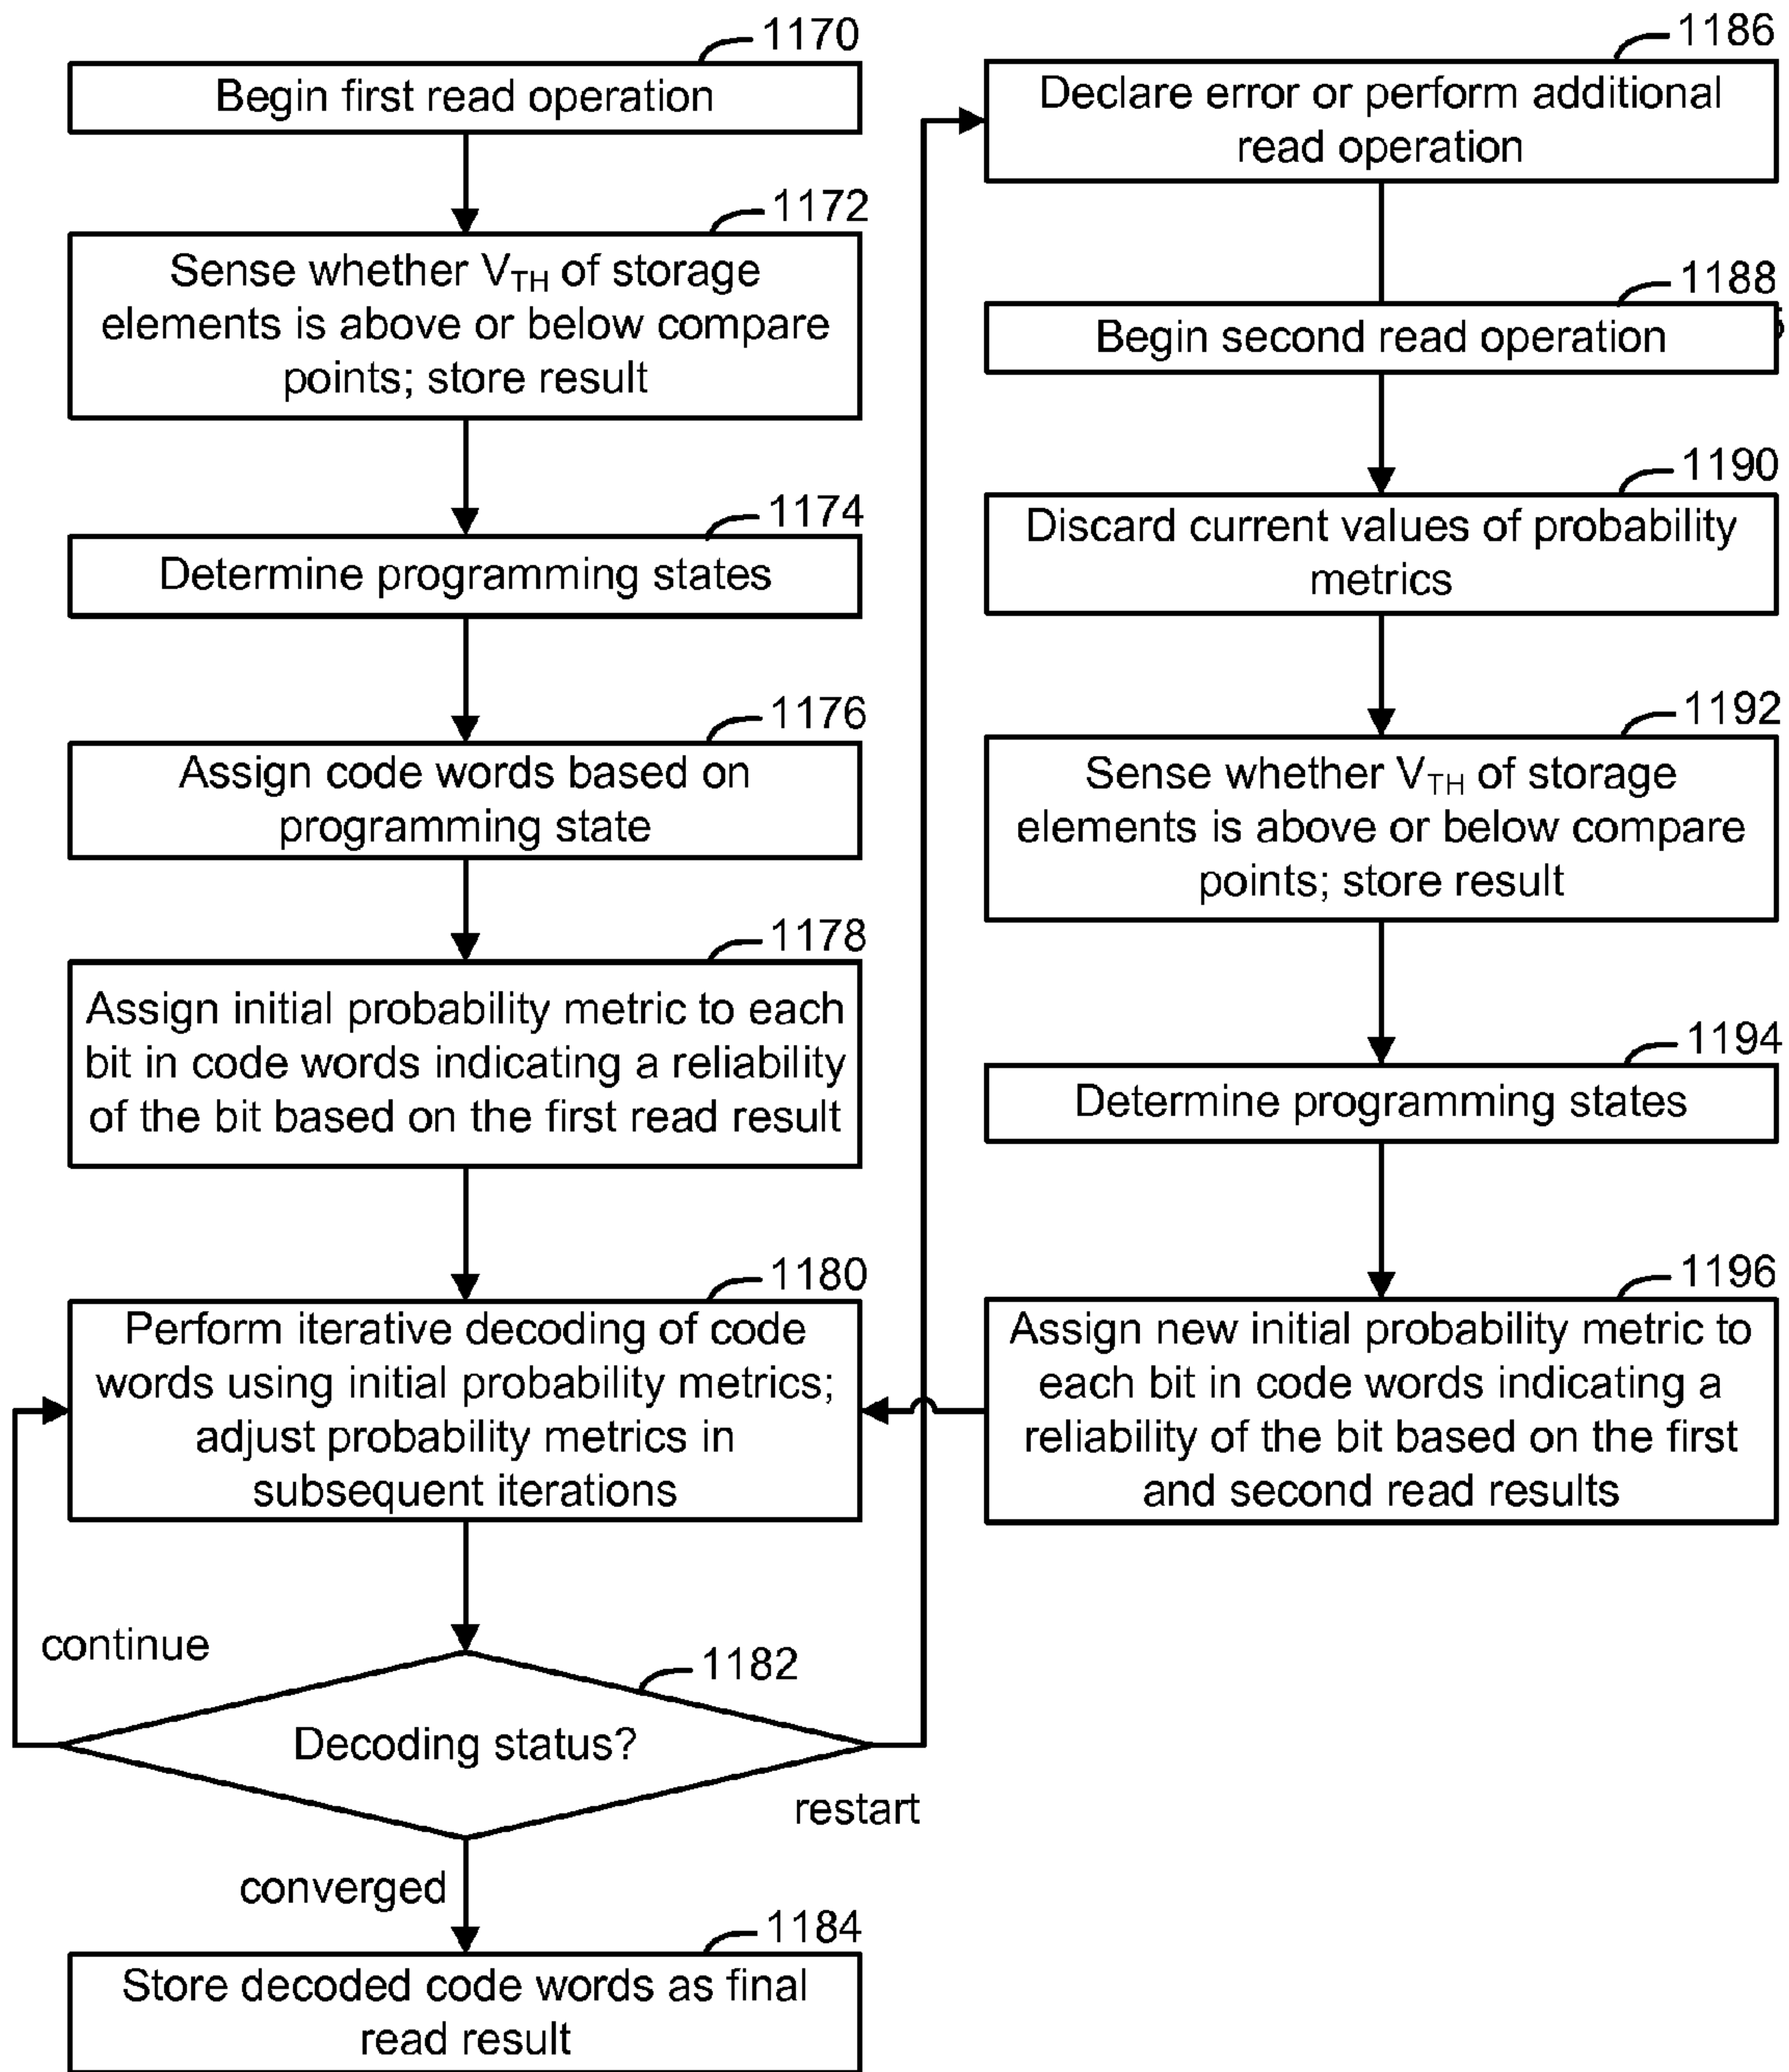 1170
Begin first read operation
1172
Sense whether VTH of storage
elements is above or below compare
points; store result
1174
Determine programming states
1176
Assign code words based on
programming state
1178
Assign initial probability metric to each
bit in code words indicating a reliability
of the bit based on the first read result
1180
Perform iterative decoding of code
words using initial probability metrics;
adjust probability metrics in
subsequent iterations
continue
1182
Decoding status?
restart
converged
1184
Store decoded code words as final
read result
1186
Declare error or perform additional
read operation
1188
Begin second read operation
1190
Discard current values of probability
metrics
1192
Sense whether VTH of storage
elements is above or below compare
points; store result
1194
Determine programming states
1196
Assign new initial probability metric to
each bit in code words indicating a
reliability of the bit based on the first
and second read results